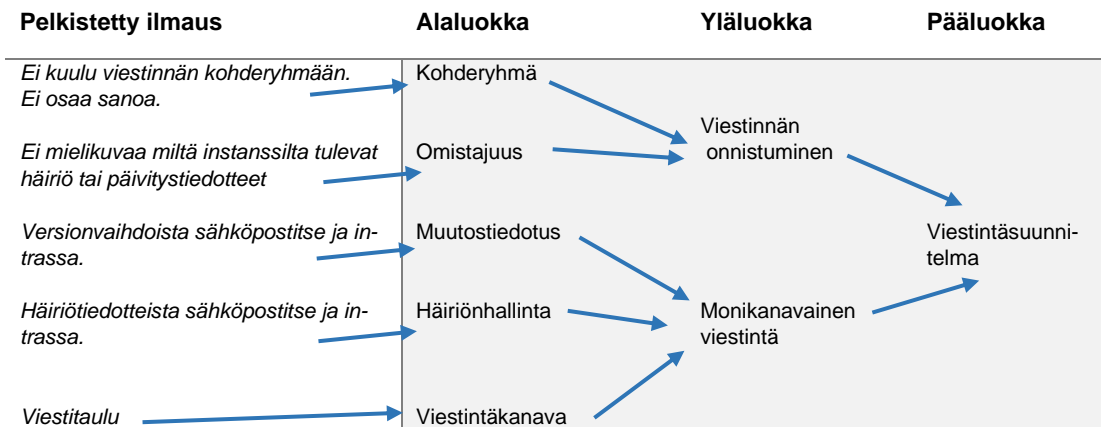 Pelkistetty ilmaus Alaluokka Yläluokka Pääluokka
Ei kuulu viestinnän kohderyhmään. Kohderyhmä
Ei osaa sanoa.
Viestinnän
onnistuminen
Ei mielikuvaa miltä instanssilta tulevat Omistajuus
häiriö tai päivitystiedotteet
Versionvaihdoista sähköpostitse ja in- Muutostiedotus Viestintäsuunni-
trassa. telma
Häiriötiedotteista sähköpostitse ja in- Häiriönhallinta Monikanavainen
trassa. viestintä
Viestitaulu Viestintäkanava